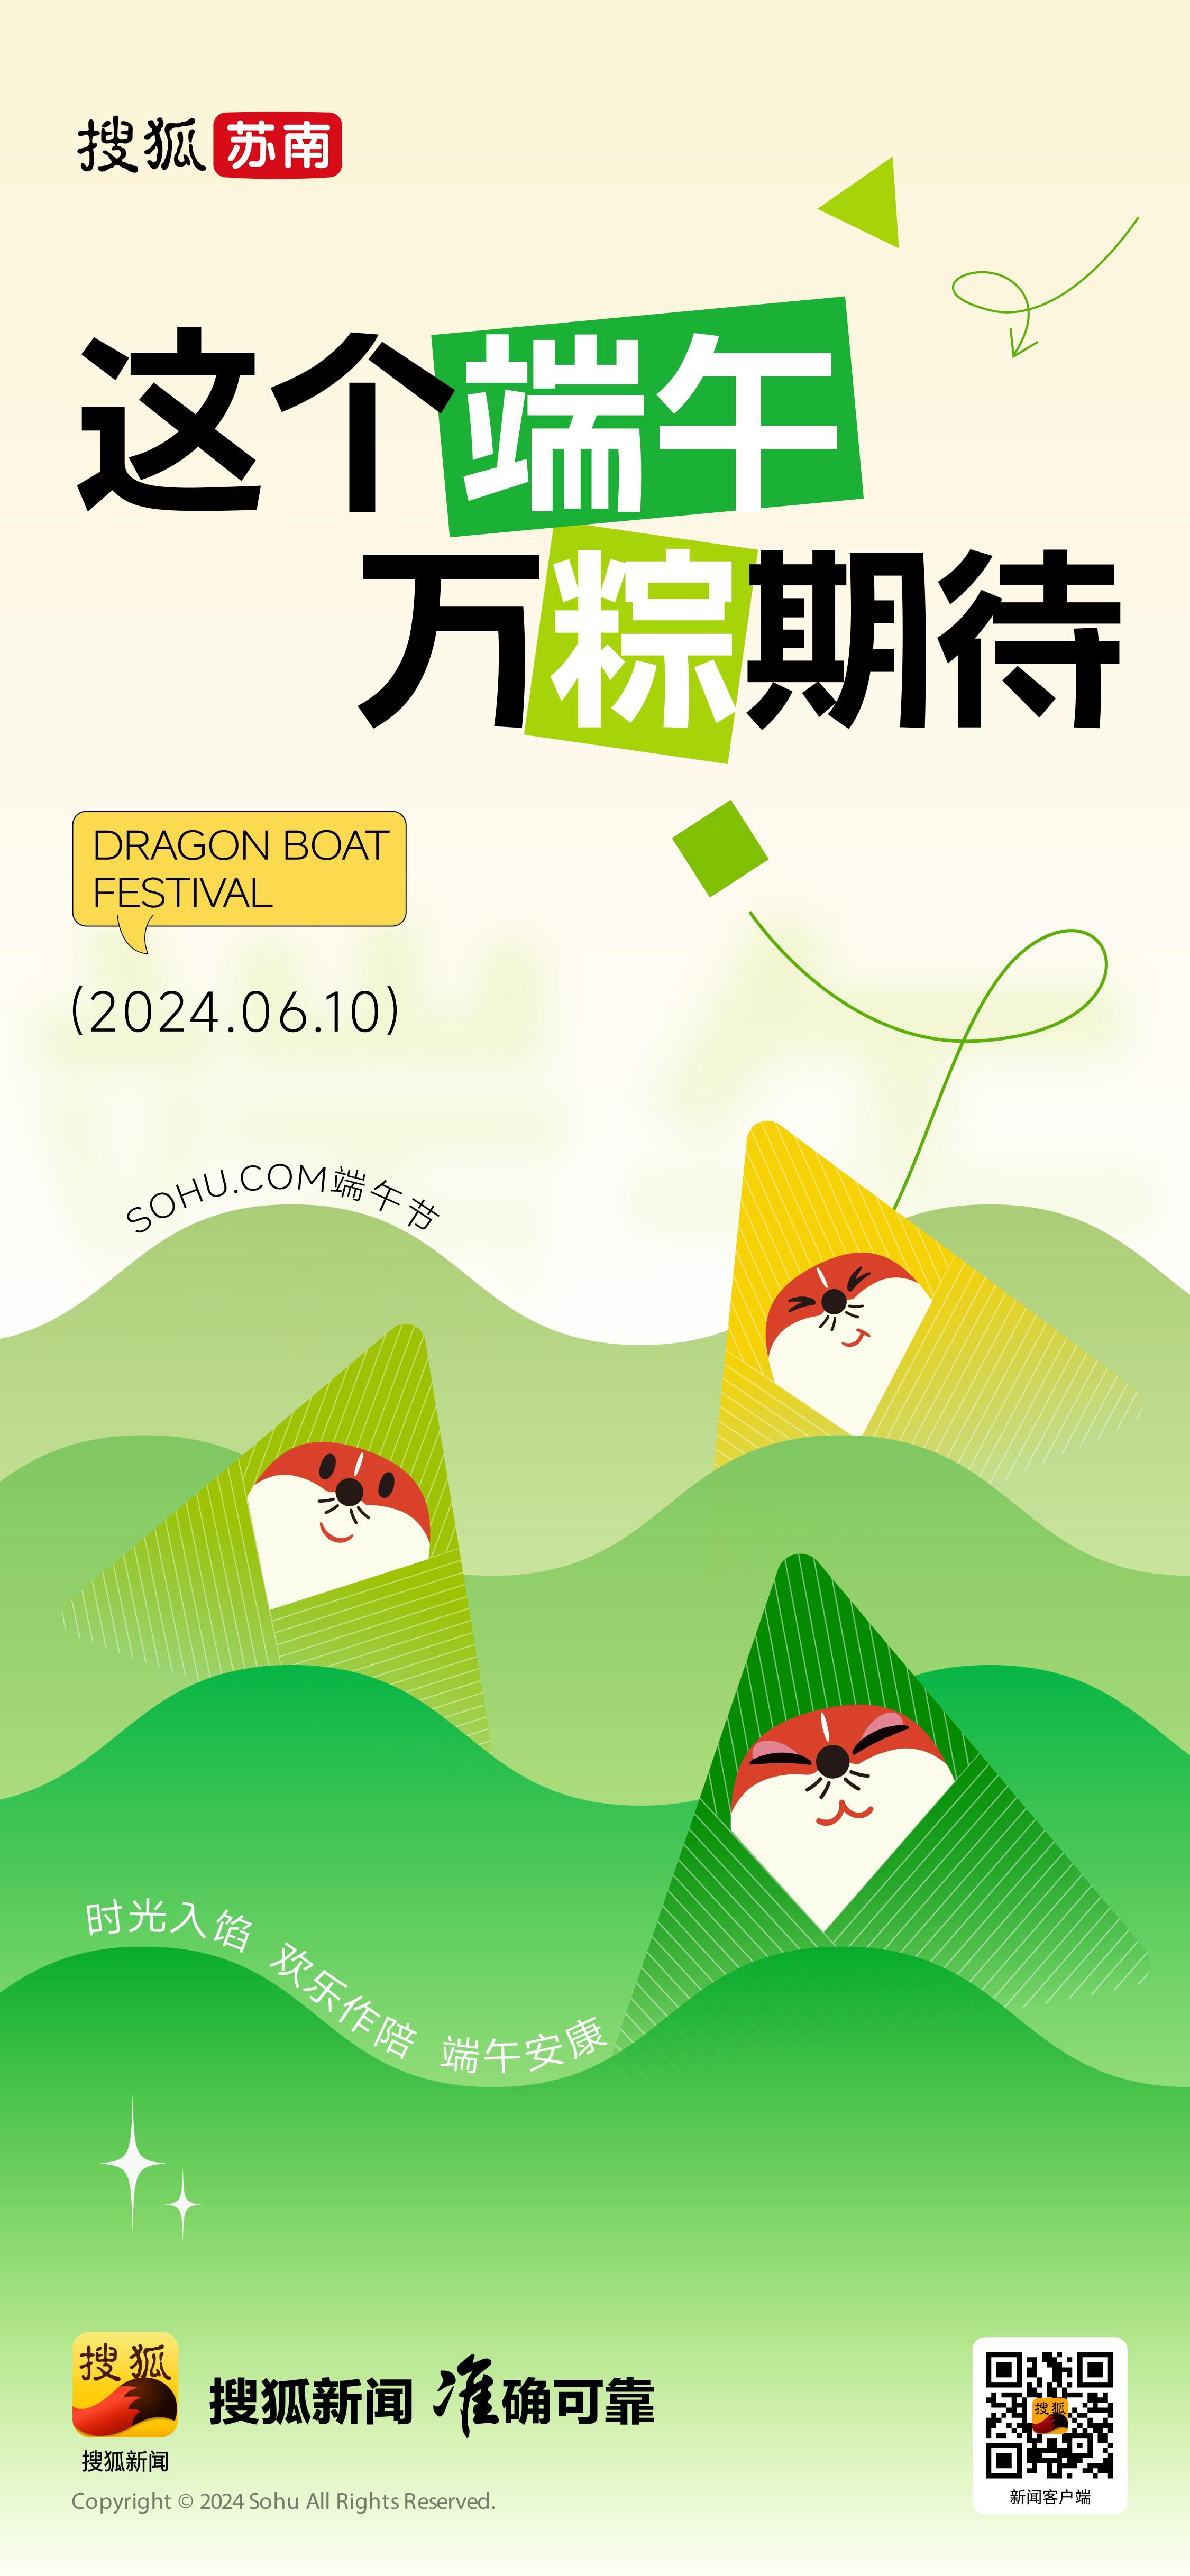 搜狐 苏南
这个端午
万粽期待
DRAGON BOAT
FESTIVAL
(2024.06.10)
SOHU.COM端午节
时光入馅 欢乐作陪 端午安康
搜狐
搜狐新闻 准确可靠
搜狐新闻
Copyright © 2024 Sohu All Rights Reserved.
搜狐
新闻客户端